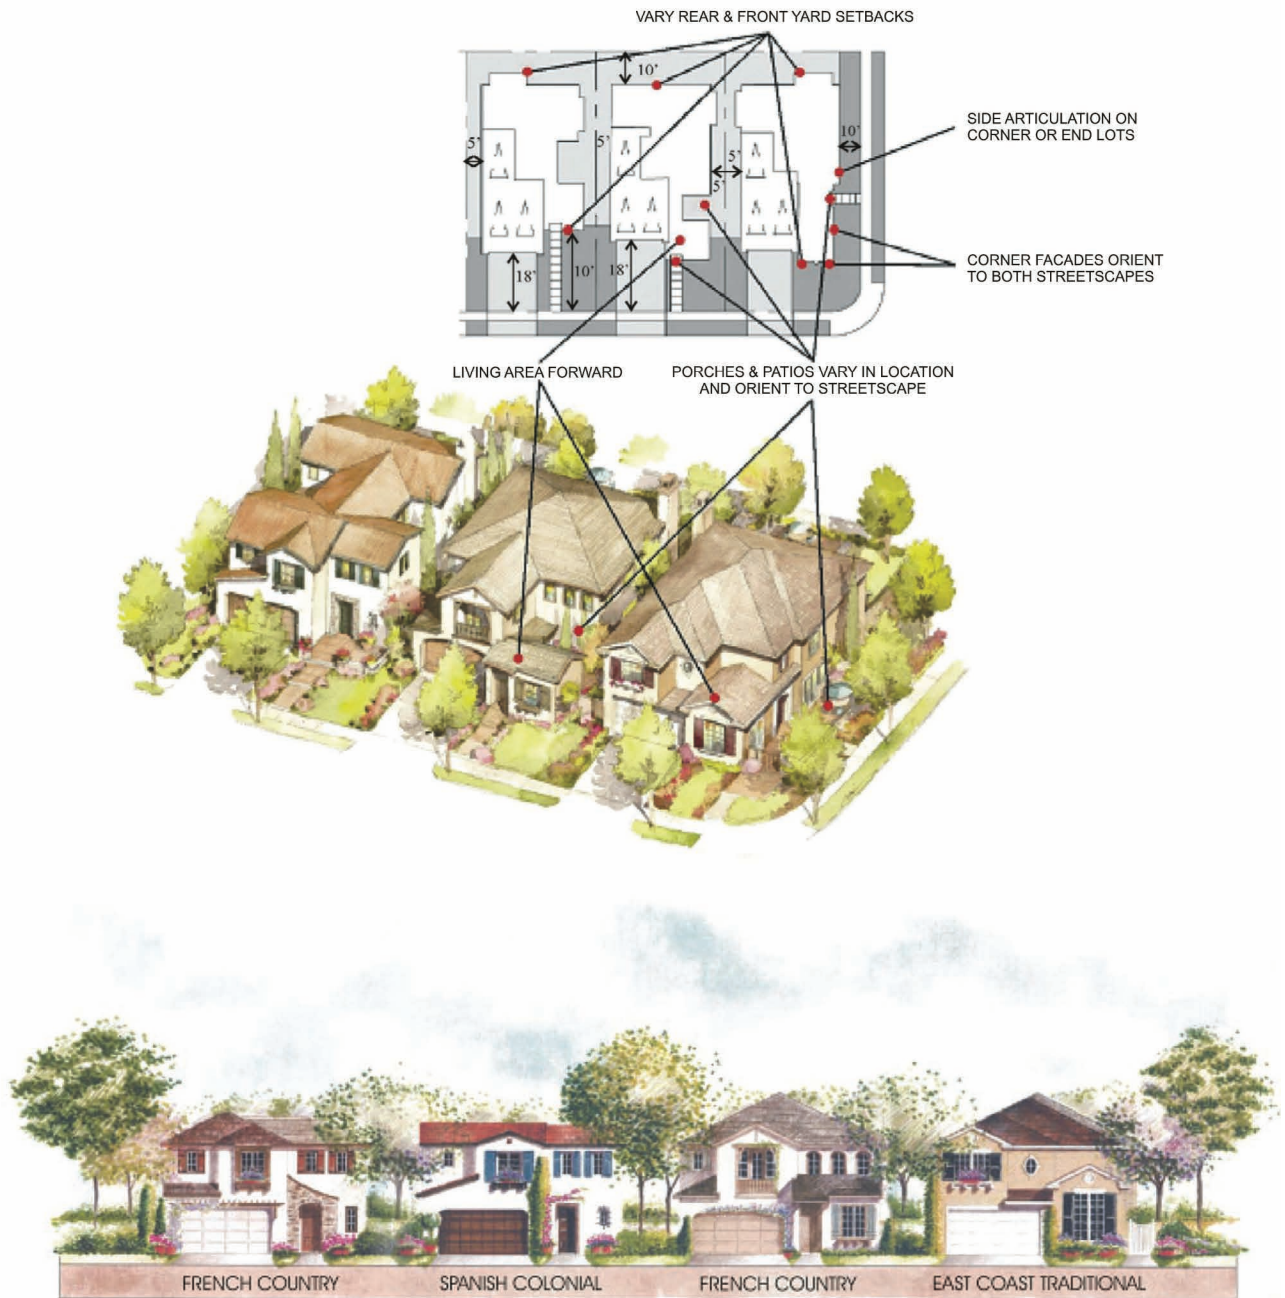 VARY REAR & FRONT YARD SETBACKS
10'
SIDE ARTICULATION ON
CORNER OR END LOTS
5'
5'
5'
5'
10'
CORNER FACADES ORIENT
TO BOTH STREETSCAPES
18'
10'
18'
LIVING AREA FORWARD
PORCHES & PATIOS VARY IN LOCATION
AND ORIENT TO STREETSCAPE
FRENCH COUNTRY
SPANISH COLONIAL
FRENCH COUNTRY
EAST COAST TRADITIONAL